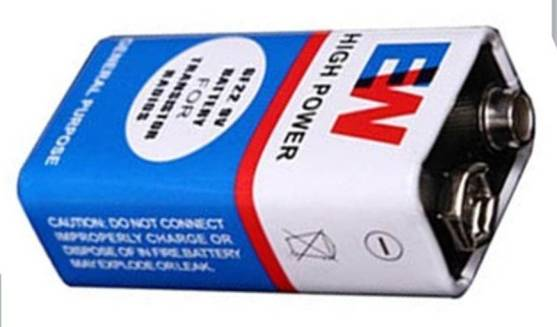 EW
HIGH POWER
6F22 9V
BATTERY
FOR
TRANSISTOR
RADIOS
GENERAL PURPOSE
CAUTION: DO NOT CONNECT
IMPROPERLY CHARGE OR
DISPOSE OF IN FIRE.BATTERY
MAY EXPLODE OR LEAK.